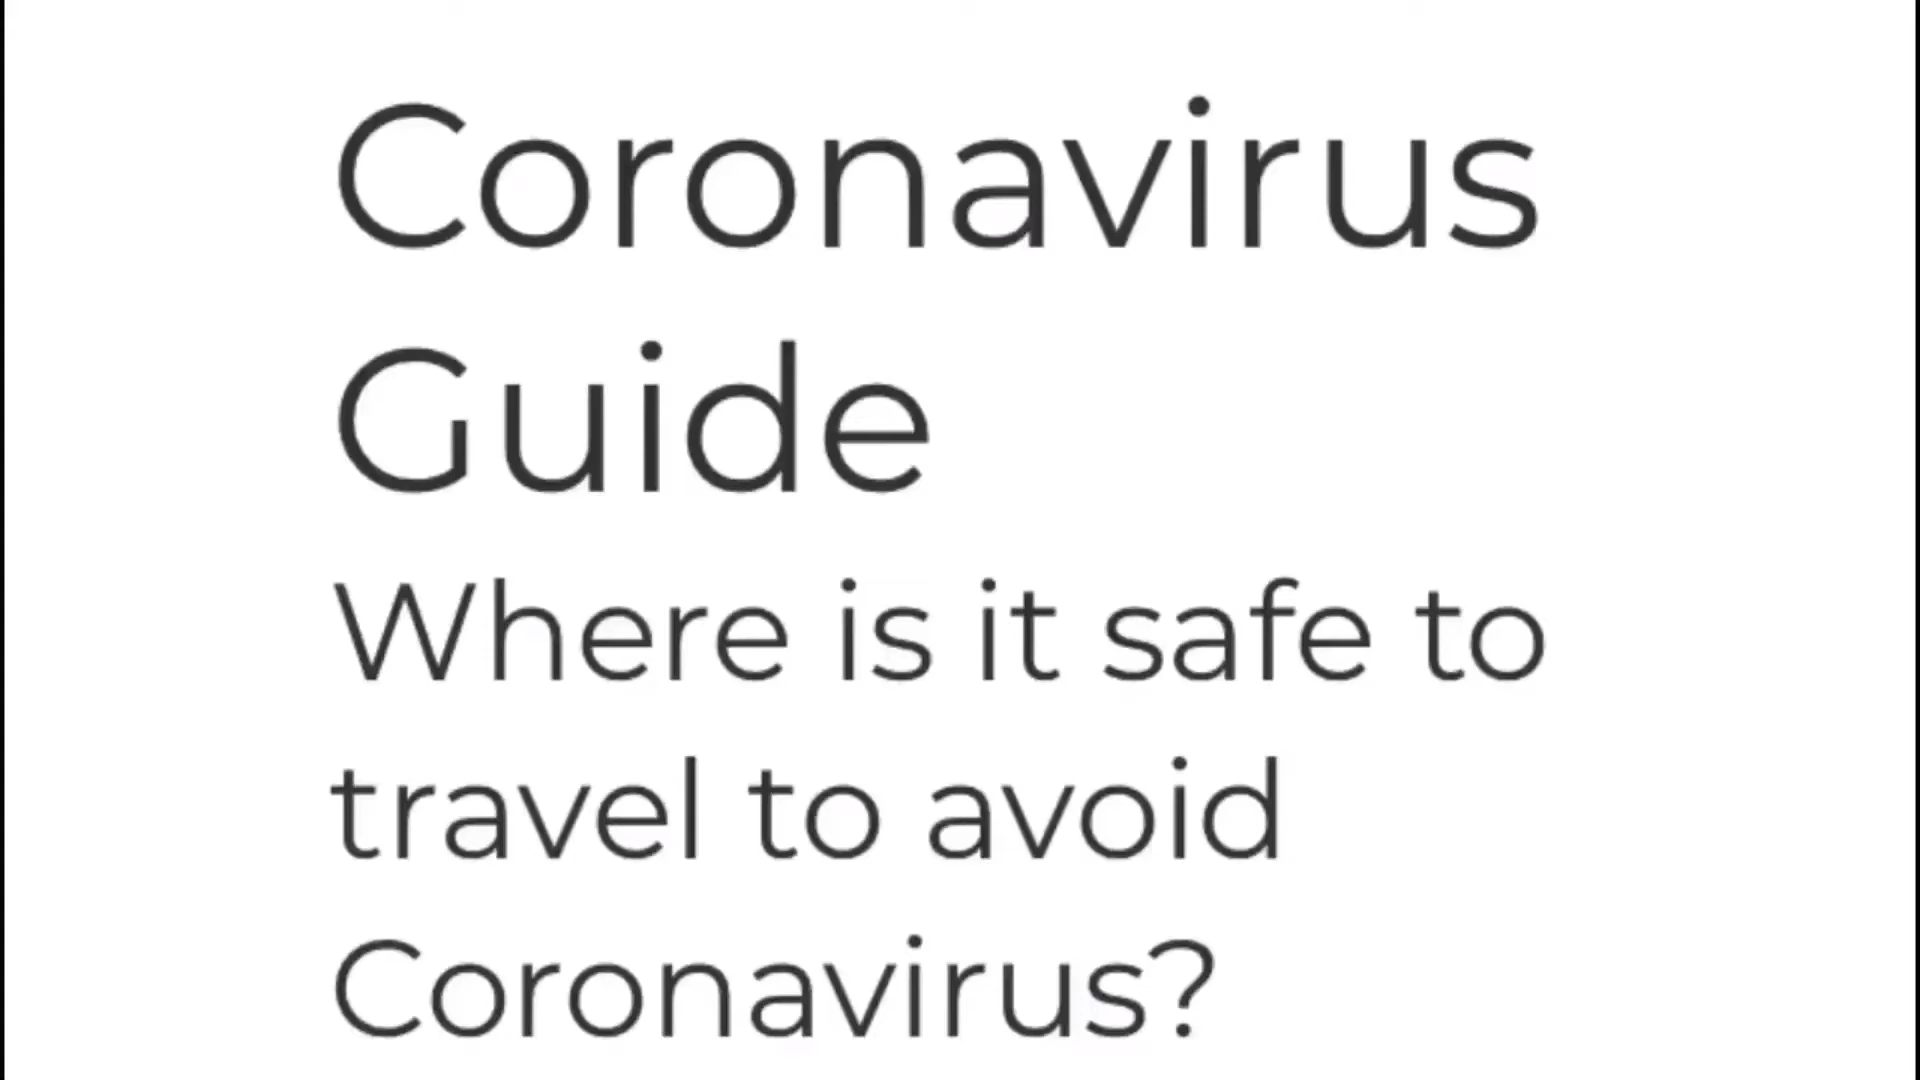 Coronavirus
Guide
Where is it safe to
travel to avoid
Coronavirus?